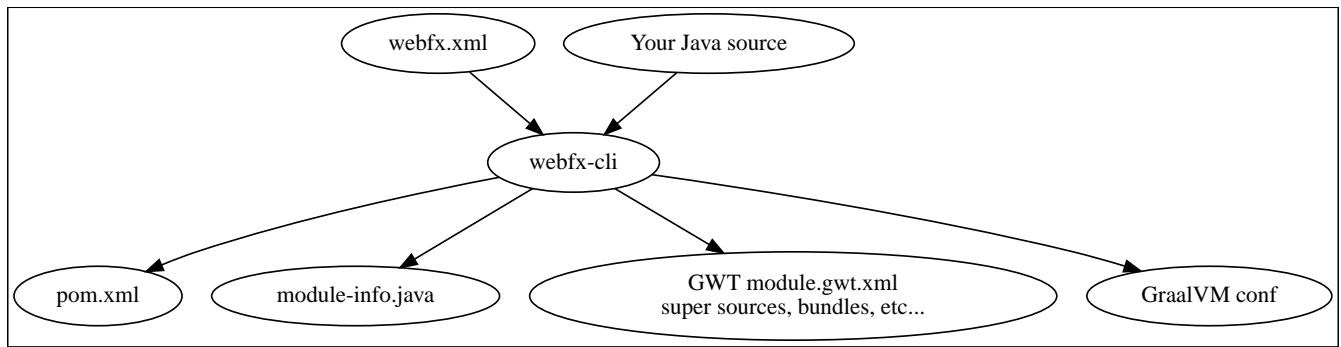 webfx.xml
Your Java source
webfx-cli
pom.xml
module-info.java
GWT module.gwt.xml
super sources, bundles, etc...
GraalVM conf